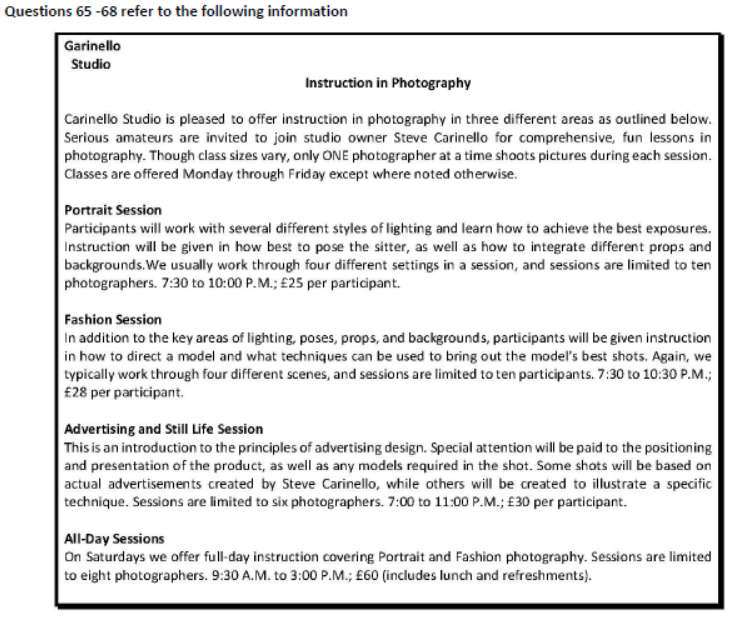 Questions 65 -68 refer to the following information
Garinello
Studio
Instruction in Photography
Carinello Studio is pleased to offer instruction in photography in three different areas as outlined below.
Serious amateurs are invited to join studio owner Steve Carinello for comprehensive, fun lessons in
photography. Though class sizes vary, only ONE photographer at a time shoots pictures during each session.
Classes are offered Monday through Friday except where noted otherwise.
Portrait Session
Participants will work with several different styles of lighting and learn how to achieve the best exposures.
Instruction will be given in how best to pose the sitter, as well as how to integrate different props and
backgrounds.We usually work through four different settings in a session, and sessions are limited to ten
photographers. 7:30 to 10:00 P.M.; £25 per participant.
Fashion Session
In addition to the key areas of lighting, poses, props, and backgrounds, participants will be given instruction
in how to direct a model and what techniques can be used to bring out the model's best shots. Again, we
typically work through four different scenes, and sessions are limited to ten participants. 7:30 to 10:30 P.M.;
£28 per participant.
Advertising and Still Life Session
This is an introduction to the principles of advertising design. Special attention will be paid to the positioning
and presentation of the product, as well as any models required in the shot. Some shots will be based on
actual advertisements created by Steve Carinello, while others will be created to illustrate a specific
technique. Sessions are limited to six photographers. 7:00 to 11:00 P.M.; £30 per participant.
All-Day Sessions
On Saturdays we offer full-day instruction covering Portrait and Fashion photography. Sessions are limited
to eight photographers. 9:30 A.M. to 3:00 P.M.; £60 (includes lunch and refreshments).